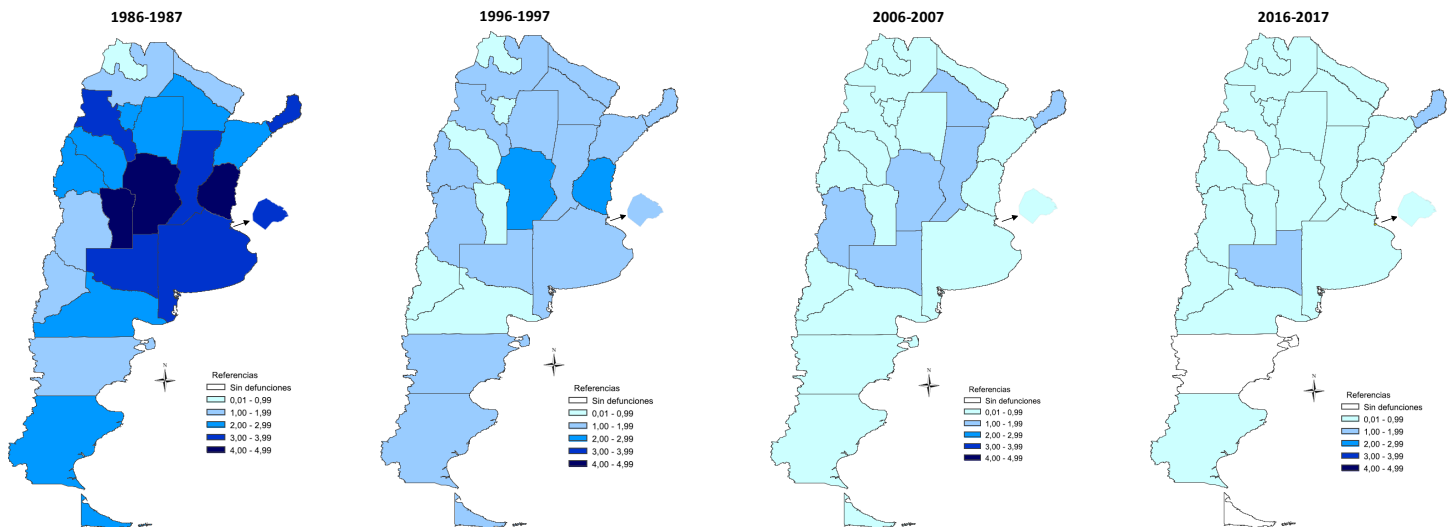 1986-1987
N
Referencias
Sin defunciones
0,01 - 0,99
1,00 - 1,99
2,00 - 2,99
3,00 - 3,99
4,00 - 4,99
1996-1997
N
Referencias
Sin defunciones
0,01 - 0,99
1,00 - 1,99
2,00 - 2,99
3,00 - 3,99
4,00 - 4,99
2006-2007
N
Referencias
Sin defunciones
0,01 - 0,99
1,00 - 1,99
2,00 - 2,99
3,00 - 3,99
4,00 - 4,99
2016-2017
N
Referencias
Sin defunciones
0,01 - 0,99
1,00 - 1,99
2,00 - 2,99
3,00 - 3,99
4,00 - 4,99